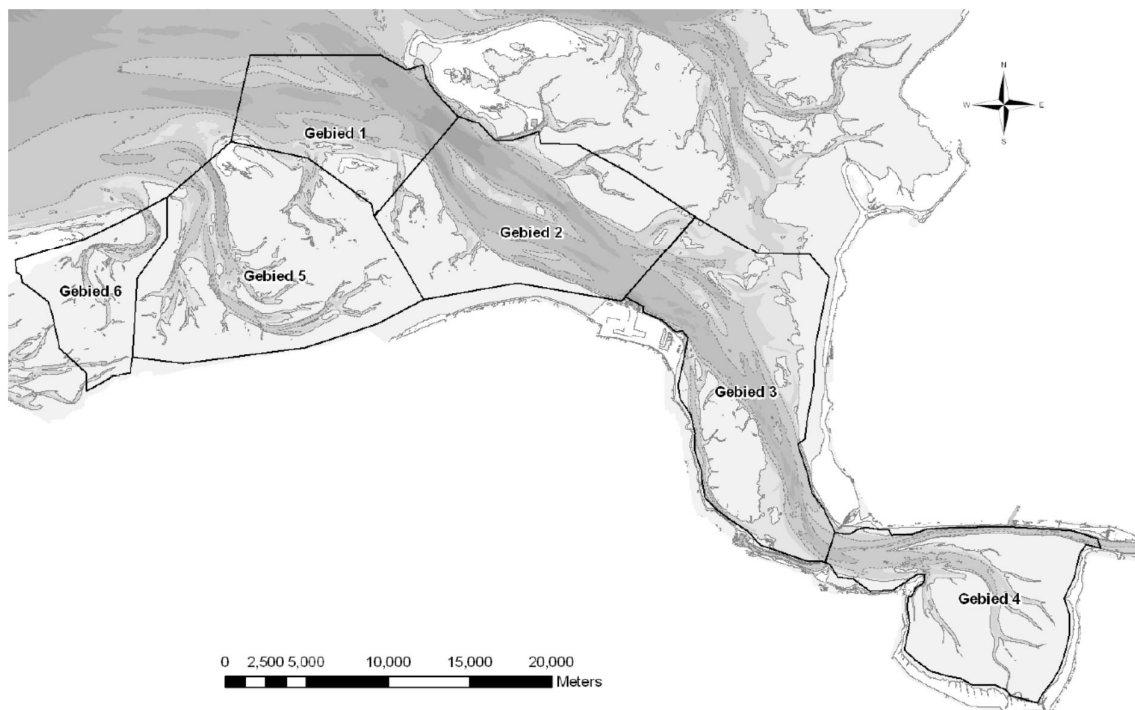 N
W E
S
Gebied 1
Gebied 2
Gebied 5
Gebied 6
Gebied 3
Gebied 4
0 2,500 5,000 10,000 15,000 20,000
Meters